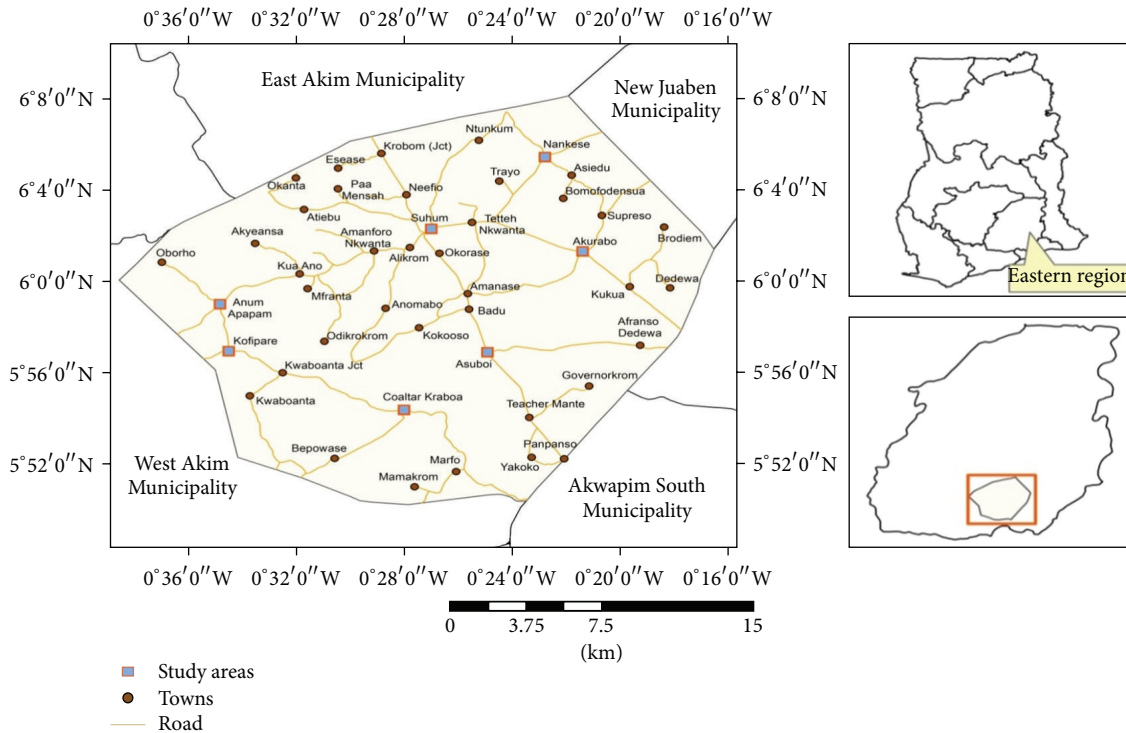 0°36′0″W 0°32′0″W 0°28′0″W 0°24′0″W 0°20′0″W 0°16′0″W
East Akim Municipality
New Juaben
Municipality
6°8′0″N
6°8′0″N
Ntunkum
Krobom (Jct)
Nankese
Esease
Asiedu
Trayo
Okanta
Paa
Mensah
Neefio
Bomofodensua
6°4′0″N
6°4′0″N
Atiebu
Suhum
Tetteh
Nkwanta
Supreso
Akyeansa
Amanforo
Nkwanta
Brodiem
Oborho
Alikrom
Okorase
Akurabo
Kua Ano
6°0′0″N
6°0′0″N
Mfranta
Amanase
Dedewa
Kukua
Anum
Apapam
Anomabo
Badu
Afranso
Dedewa
Odikrokrom
Kokooso
Kofipare
Asuboi
Kwaboanta Jct
5°56′0″N
5°56′0″N
Governorkrom
Kwaboanta
Coaltar Kraboa
Teacher Mante
Bepowase
Panpanso
Yakoko
5°52′0″N
5°52′0″N
Marfo
Mamakrom
West Akim
Municipality
Akwapim South
Municipality
0°36′0″W 0°32′0″W 0°28′0″W 0°24′0″W 0°20′0″W 0°16′0″W
Eastern region
0 3.75 7.5 15
(km)
Study areas
Towns
Road